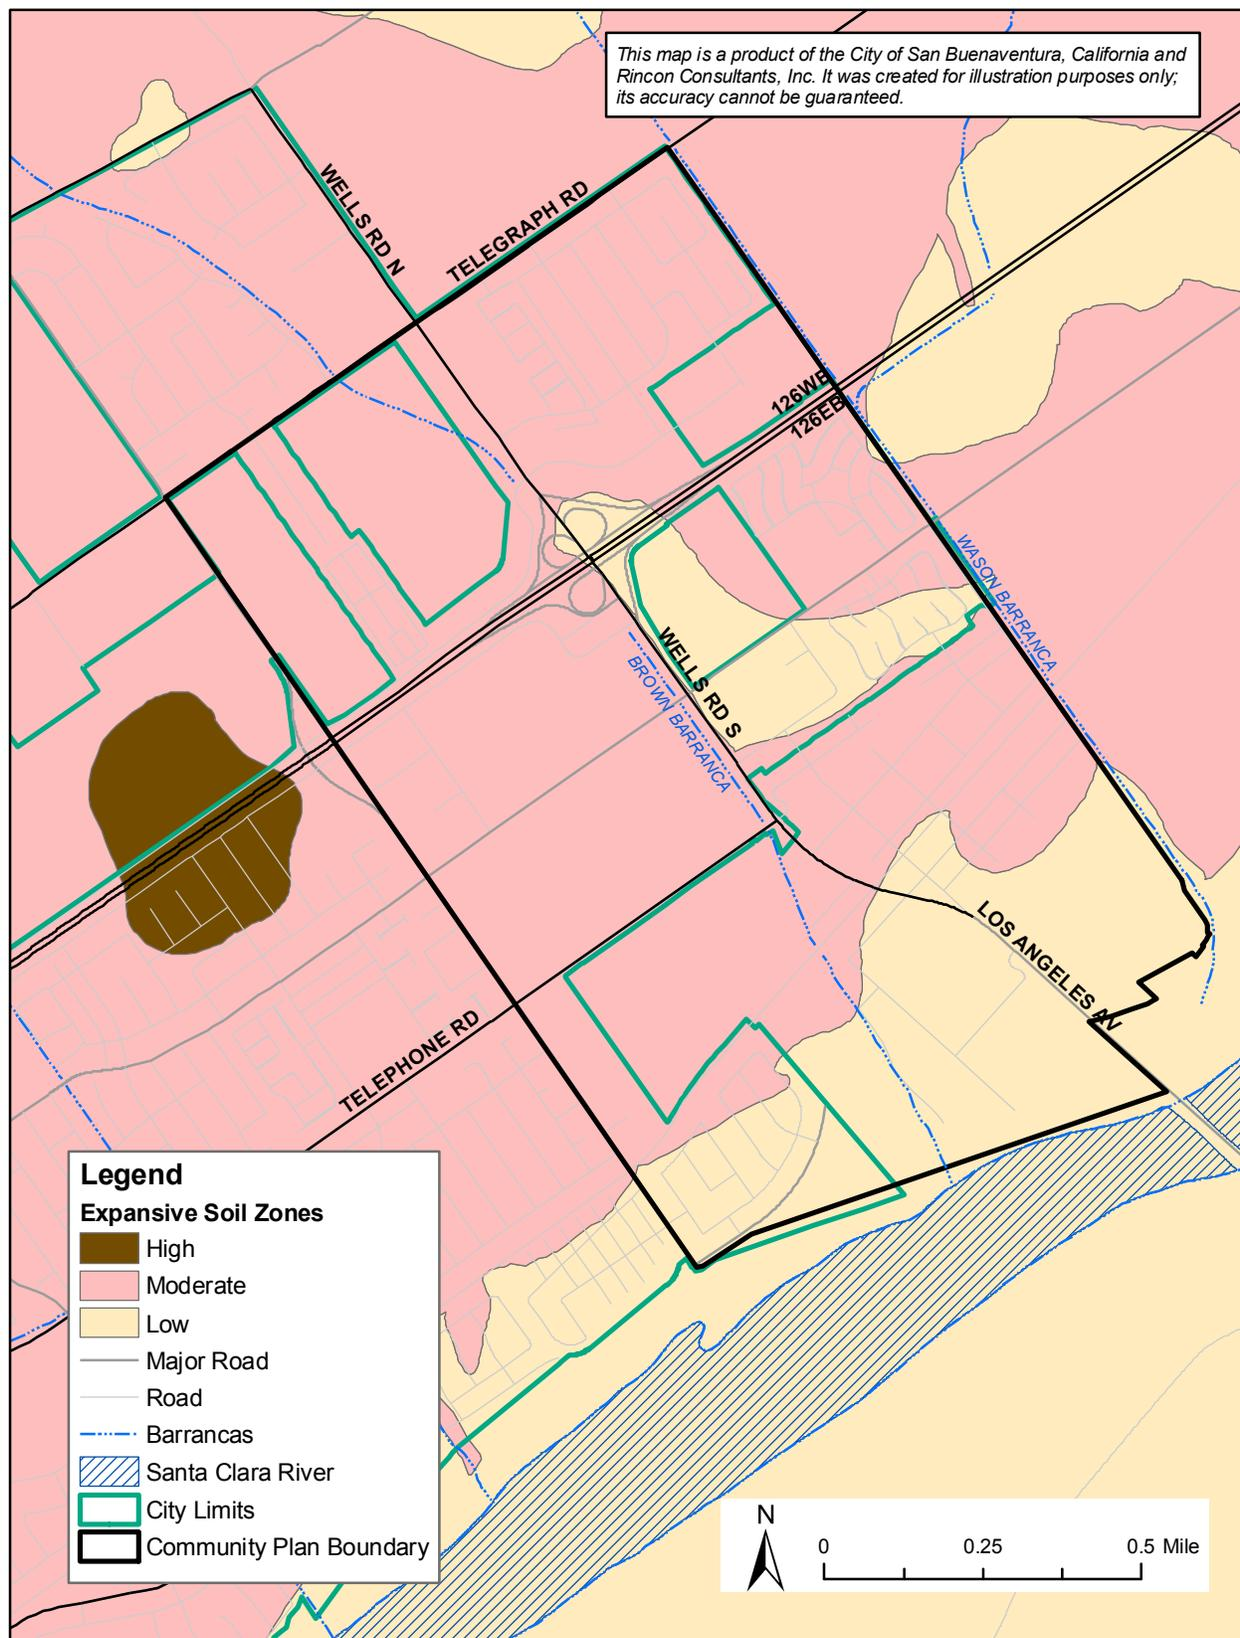 This map is a product of the City of San Buenaventura, California and
Rincon Consultants, Inc. It was created for illustration purposes only;
its accuracy cannot be guaranteed.
WELLS RD N
TELEGRAPH RD
126WB
126EB
WASON BARRANCA
WELLS RD S
BROWN BARRANCA
LOS ANGELES AV
TELEPHONE RD
Legend
Expansive Soil Zones
High
Moderate
Low
Major Road
Road
Barrancas
Santa Clara River
City Limits
Community Plan Boundary
N
0 0.25 0.5 Mile